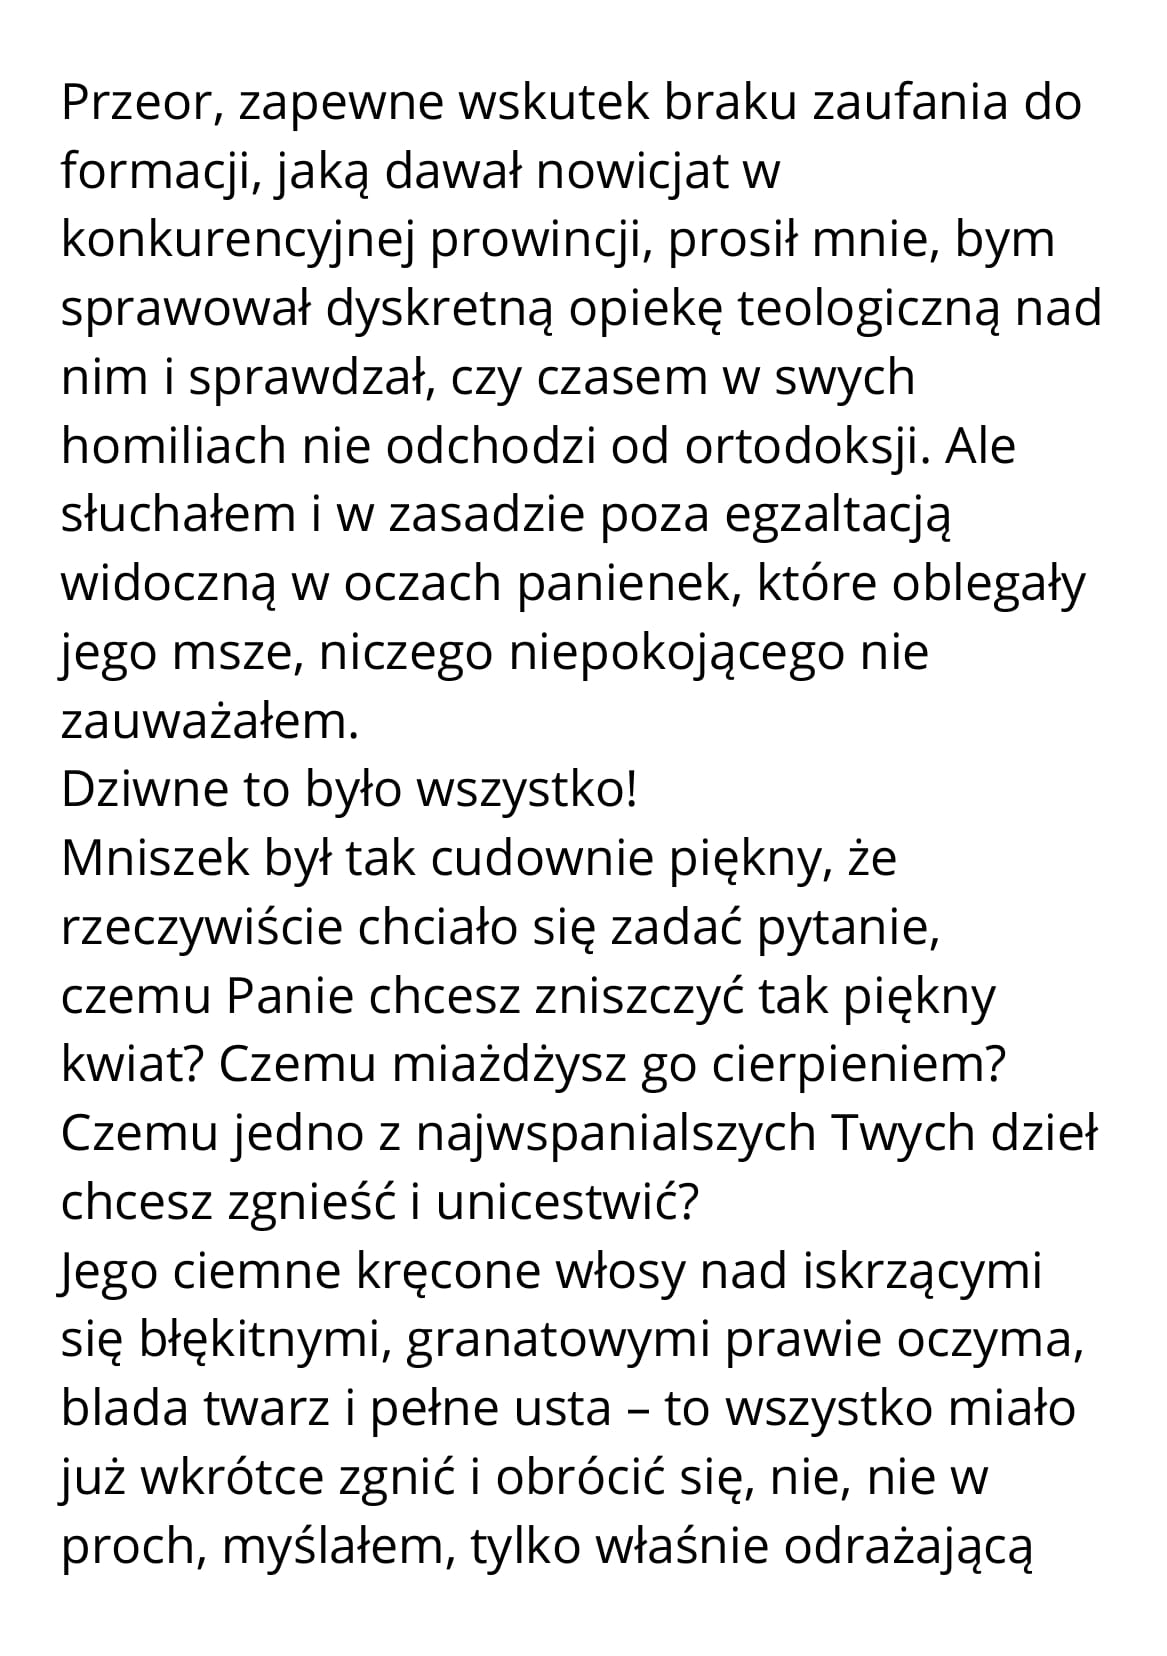 Przeor, zapewne wskutek braku zaufania do
formacji, jaką dawał nowicjat w
konkurencyjnej prowincji, prosił mnie, bym
sprawował dyskretną opiekę teologiczną nad
nim i sprawdzał, czy czasem w swych
homiliach nie odchodzi od ortodoksji. Ale
słuchałem i w zasadzie poza egzaltacją
widoczną w oczach panienek, które oblegały
jego msze, niczego niepokojącego nie
zauważałem.
Dziwne to było wszystko!
Mniszek był tak cudownie piękny, że
rzeczywiście chciało się zadać pytanie,
czemu Panie chcesz zniszczyć tak piękny
kwiat? Czemu miażdżysz go cierpieniem?
Czemu jedno z najwspanialszych Twych dzieł
chcesz zgnieść i unicestwić?
Jego ciemne kręcone włosy nad iskrzącymi
się błękitnymi, granatowymi prawie oczyma,
blada twarz i pełne usta – to wszystko miało
już wkrótce zgnić i obrócić się, nie, nie w
proch, myślałem, tylko właśnie odrażającą